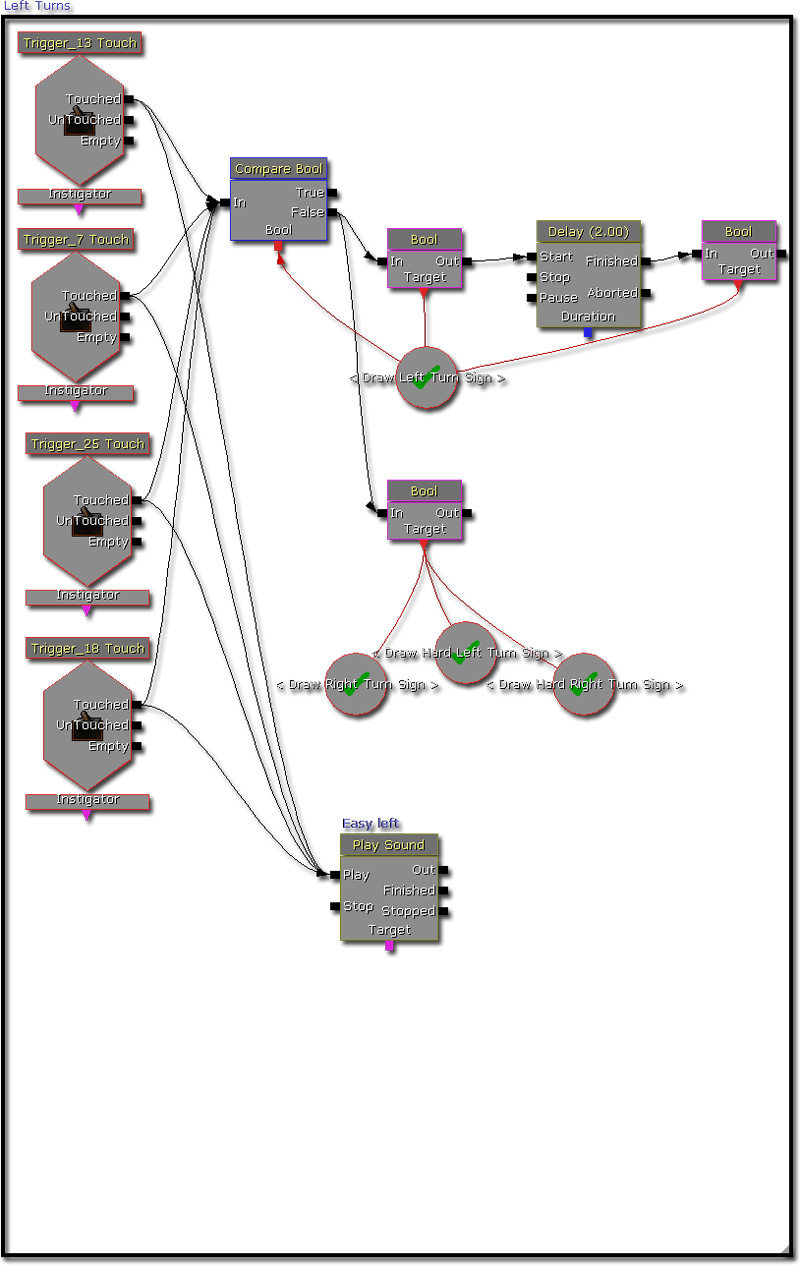 Left Turns
Trigger_13 Touch
Touched
UnTouched
Empty
Instigator
Trigger_7 Touch
Touched
UnTouched
Empty
Instigator
Trigger_25 Touch
Touched
UnTouched
Empty
Instigator
Trigger_18 Touch
Touched
UnTouched
Empty
Instigator
Compare Bool
In
True
False
Bool
Bool
In Out
Target
Delay (2.00)
Start
Stop
Pause
Finished
Aborted
Duration
Bool
In Out
Target
< Draw Left Turn Sign >
Bool
In Out
Target
< Draw Hard Left Turn Sign >
< Draw Right Turn Sign >
< Draw Hard Right Turn Sign >
Easy left
Play Sound
Play
Stop
Out
Finished
Stopped
Target